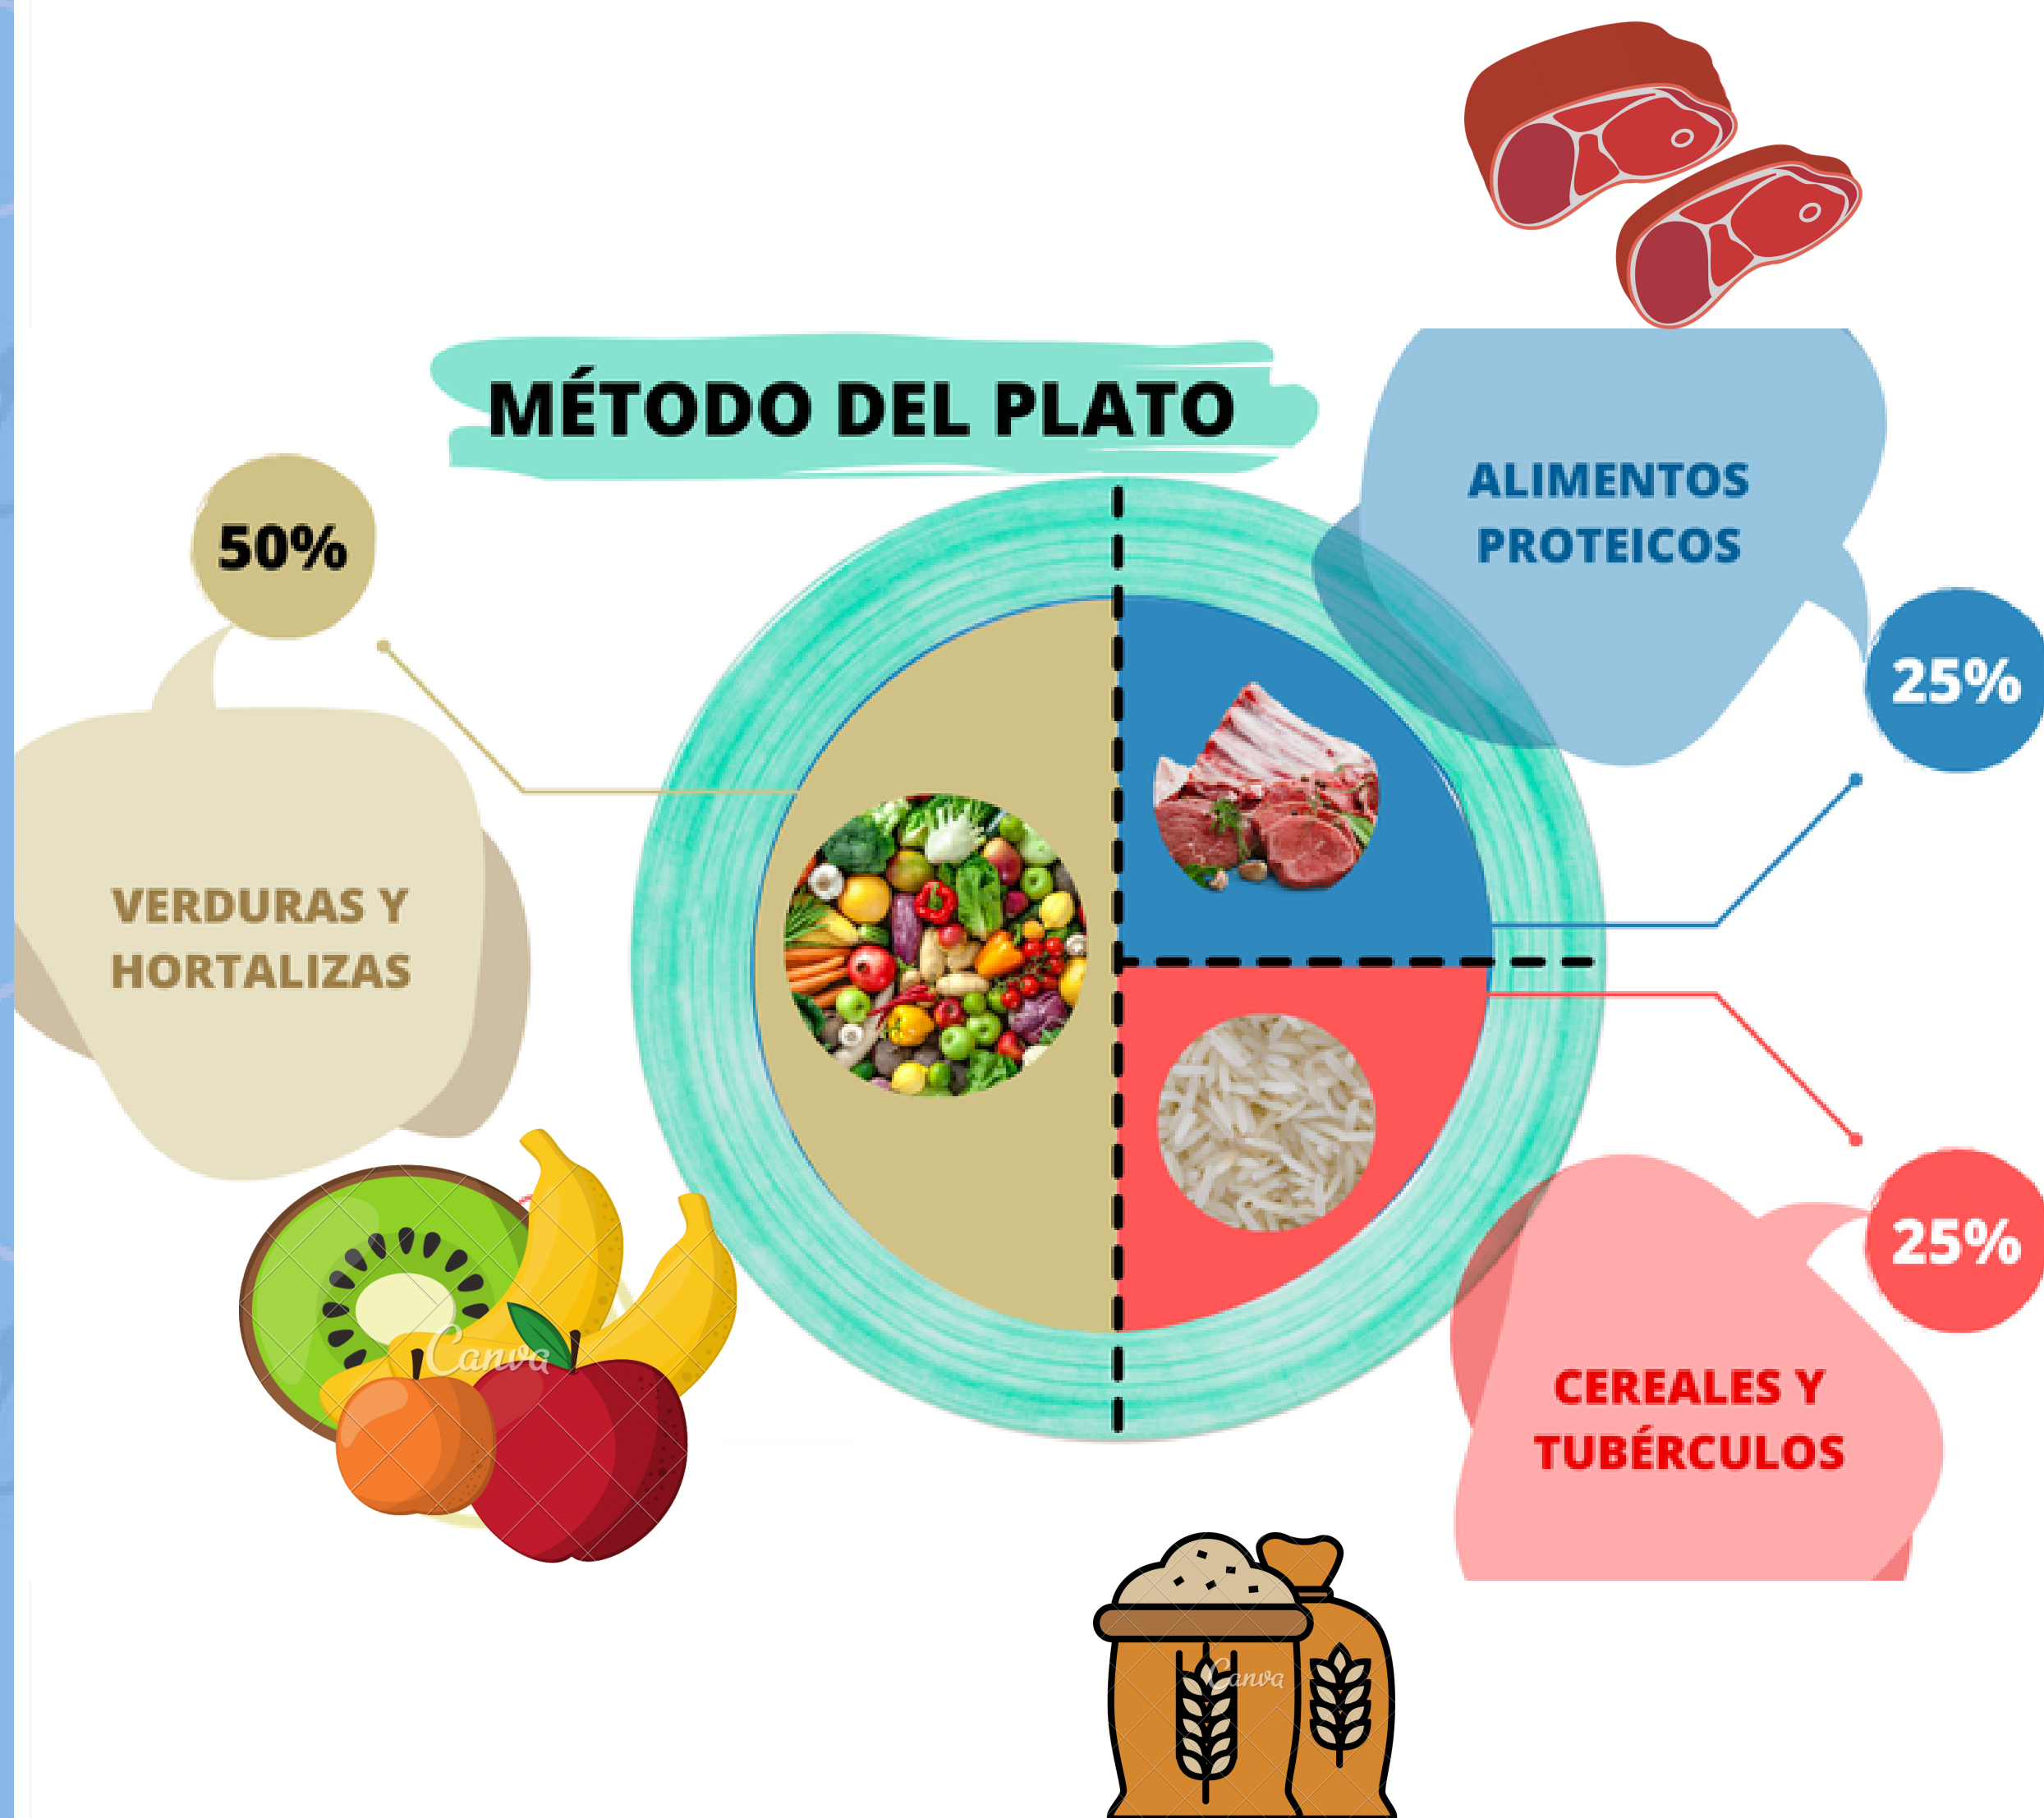 MÉTODO DEL PLATO
50%
VERDURAS Y
HORTALIZAS
ALIMENTOS
PROTEICOS
25%
25%
CEREALES Y
TUBÉRCULOS
Canva
Canva